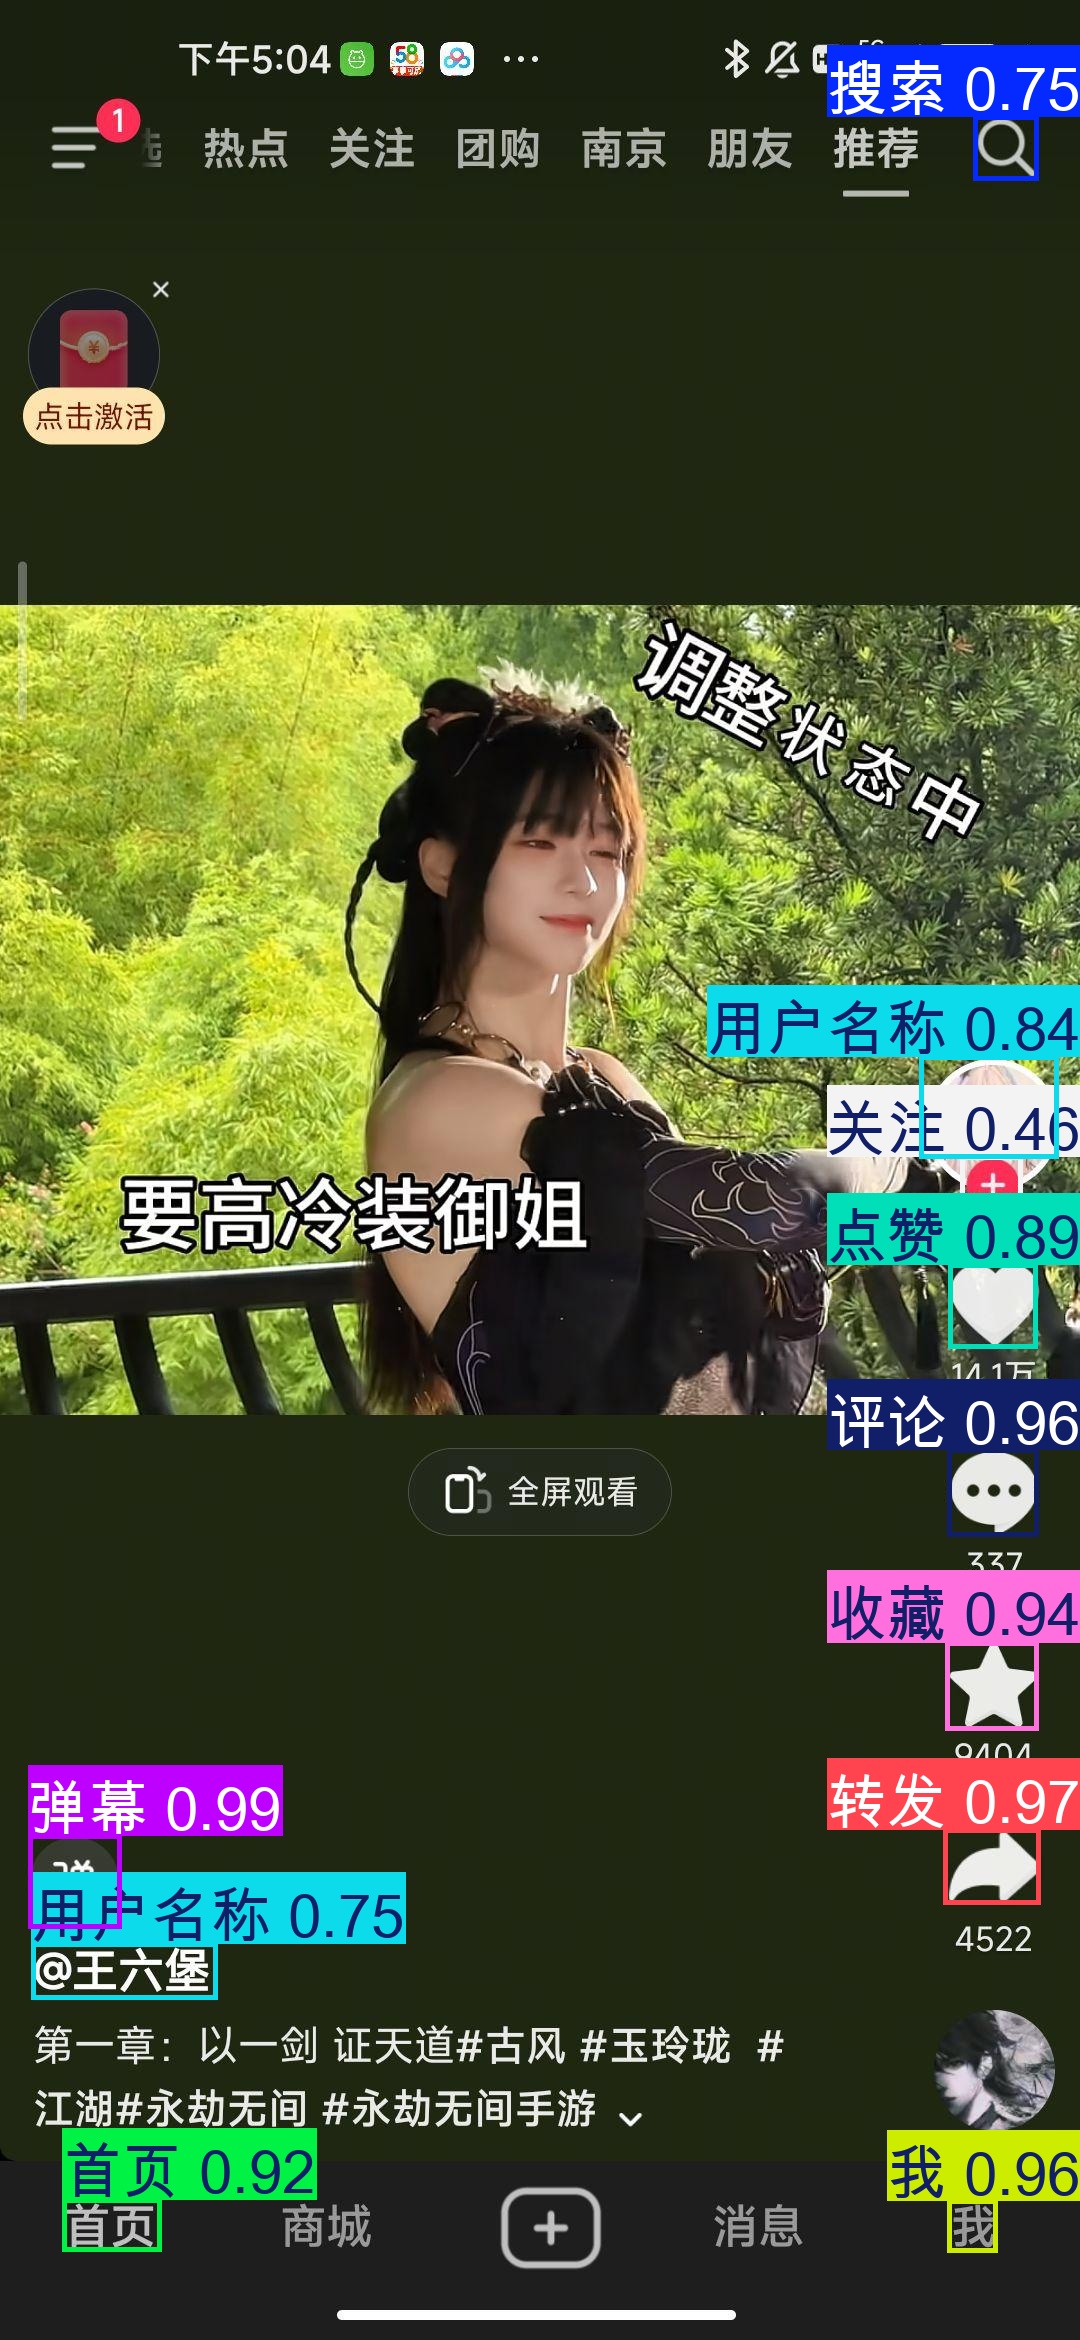 下午5:04 58 ...
搜索 0.75
1
热点 关注 团购 南京 朋友 推荐
点击激活
调整状态中
用户名称 0.84
关注 0.46
要高冷装御姐
点赞 0.89
14.1万
评论 0.96
全屏观看
337
收藏 0.94
9404
弹幕 0.99
转发 0.97
用户名称 0.75
4522
@王六堡
第一章：以一剑 证天道#古风 #玉玲珑 #
江湖#永劫无间 #永劫无间手游
首页 0.92
我 0.96
首页 商城 消息 我